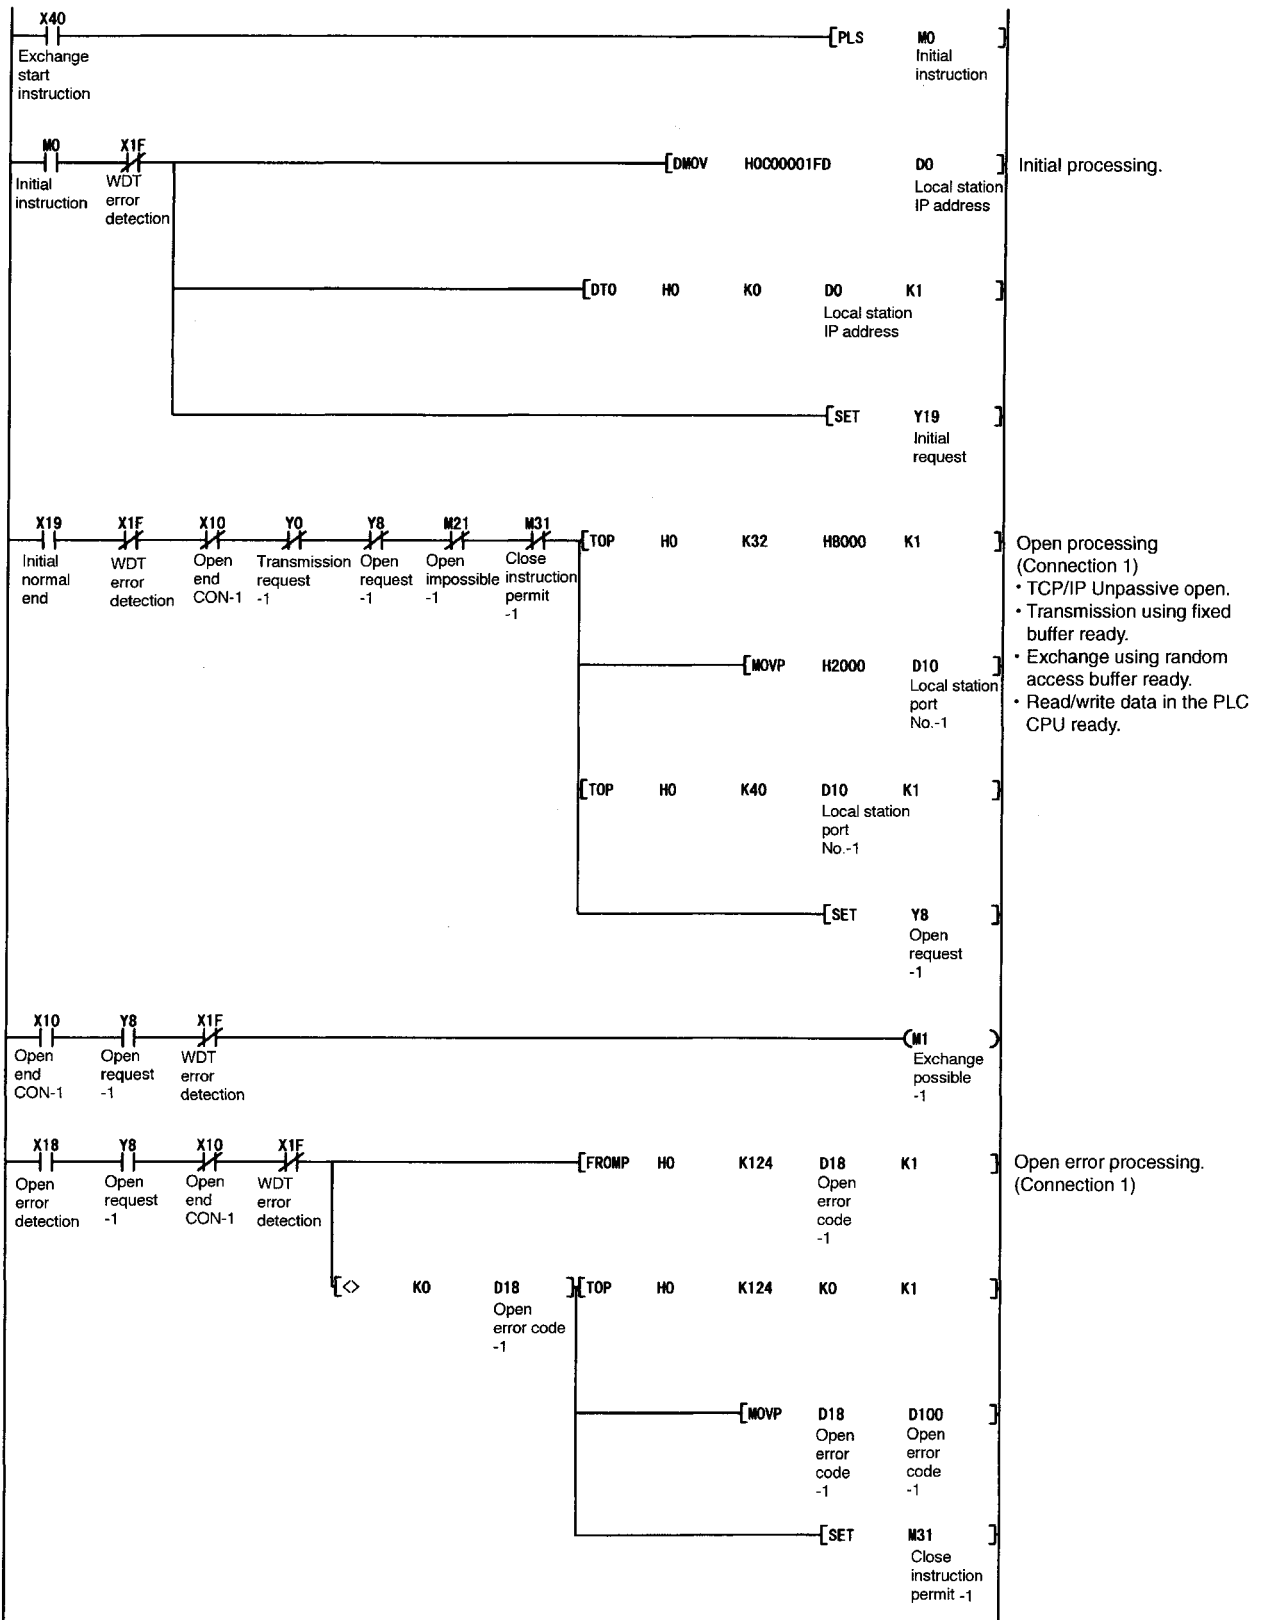 X40
[PLS M0 ]
Exchange
start
instruction
Initial
instruction
M0 X1F
[DMOV H0C00001FD D0 ]
Initial processing.
Initial
instruction
WDT
error
detection
Local station
IP address
[DTO H0 K0 D0 K1 ]
Local station
IP address
[SET Y19 ]
Initial
request
X19 X1F X10 Y0 Y8 M21 M31
[TOP H0 K32 H8000 K1 ]
Initial
normal
end
WDT
error
detection
Open
end
CON-1
Transmission
request
-1
Open
request
-1
Open
impossible
-1
Close
instruction
permit
-1
Open processing
(Connection 1)
・TCP/IP Unpassive open.
・Transmission using fixed
buffer ready.
・Exchange using random
access buffer ready.
・Read/write data in the PLC
CPU ready.
[MOVP H2000 D10 ]
Local station
port
No.-1
[TOP H0 K40 D10 K1 ]
Local station
port
No.-1
[SET Y8 ]
Open
request
-1
X10 Y8 X1F
(M1 )
Open
end
CON-1
Open
request
-1
WDT
error
detection
Exchange
possible
-1
X18 Y8 X10 X1F
[FROMP H0 K124 D18 K1 ]
Open error processing.
(Connection 1)
Open
error
detection
Open
request
-1
Open
end
CON-1
WDT
error
detection
Open
error
code
-1
[<> K0 D18 ][TOP H0 K124 K0 K1 ]
Open
error code
-1
[MOVP D18 D100 ]
Open
error
code
-1
Open
error
code
-1
[SET M31 ]
Close
instruction
permit -1